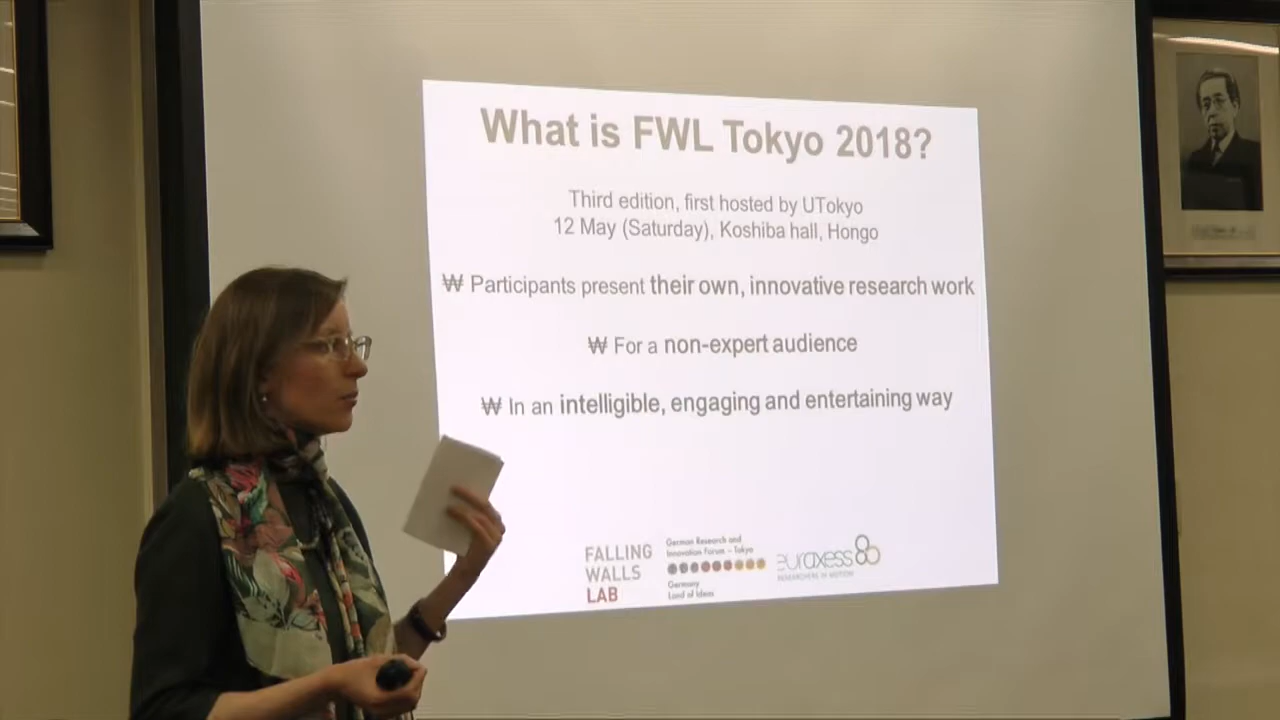 What is FWL Tokyo 2018?
Third edition, first hosted by UTokyo
12 May (Saturday), Koshiba hall, Hongo
₩ Participants present their own, innovative research work
₩ For a non-expert audience
₩ In an intelligible, engaging and entertaining way
FALLING
WALLS
LAB
German Research and
Innovation Forum – Tokyo
Germany
Land of Ideas
euraxess
RESEARCHERS IN MOTION